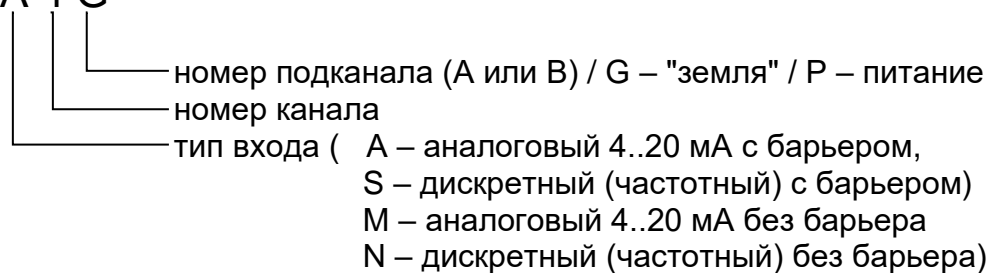 A 1 G
номер подканала (А или В) / G – "земля" / P – питание
номер канала
тип входа ( А – аналоговый 4..20 мА с барьером,
S – дискретный (частотный) с барьером)
М – аналоговый 4..20 мА без барьера
N – дискретный (частотный) без барьера)